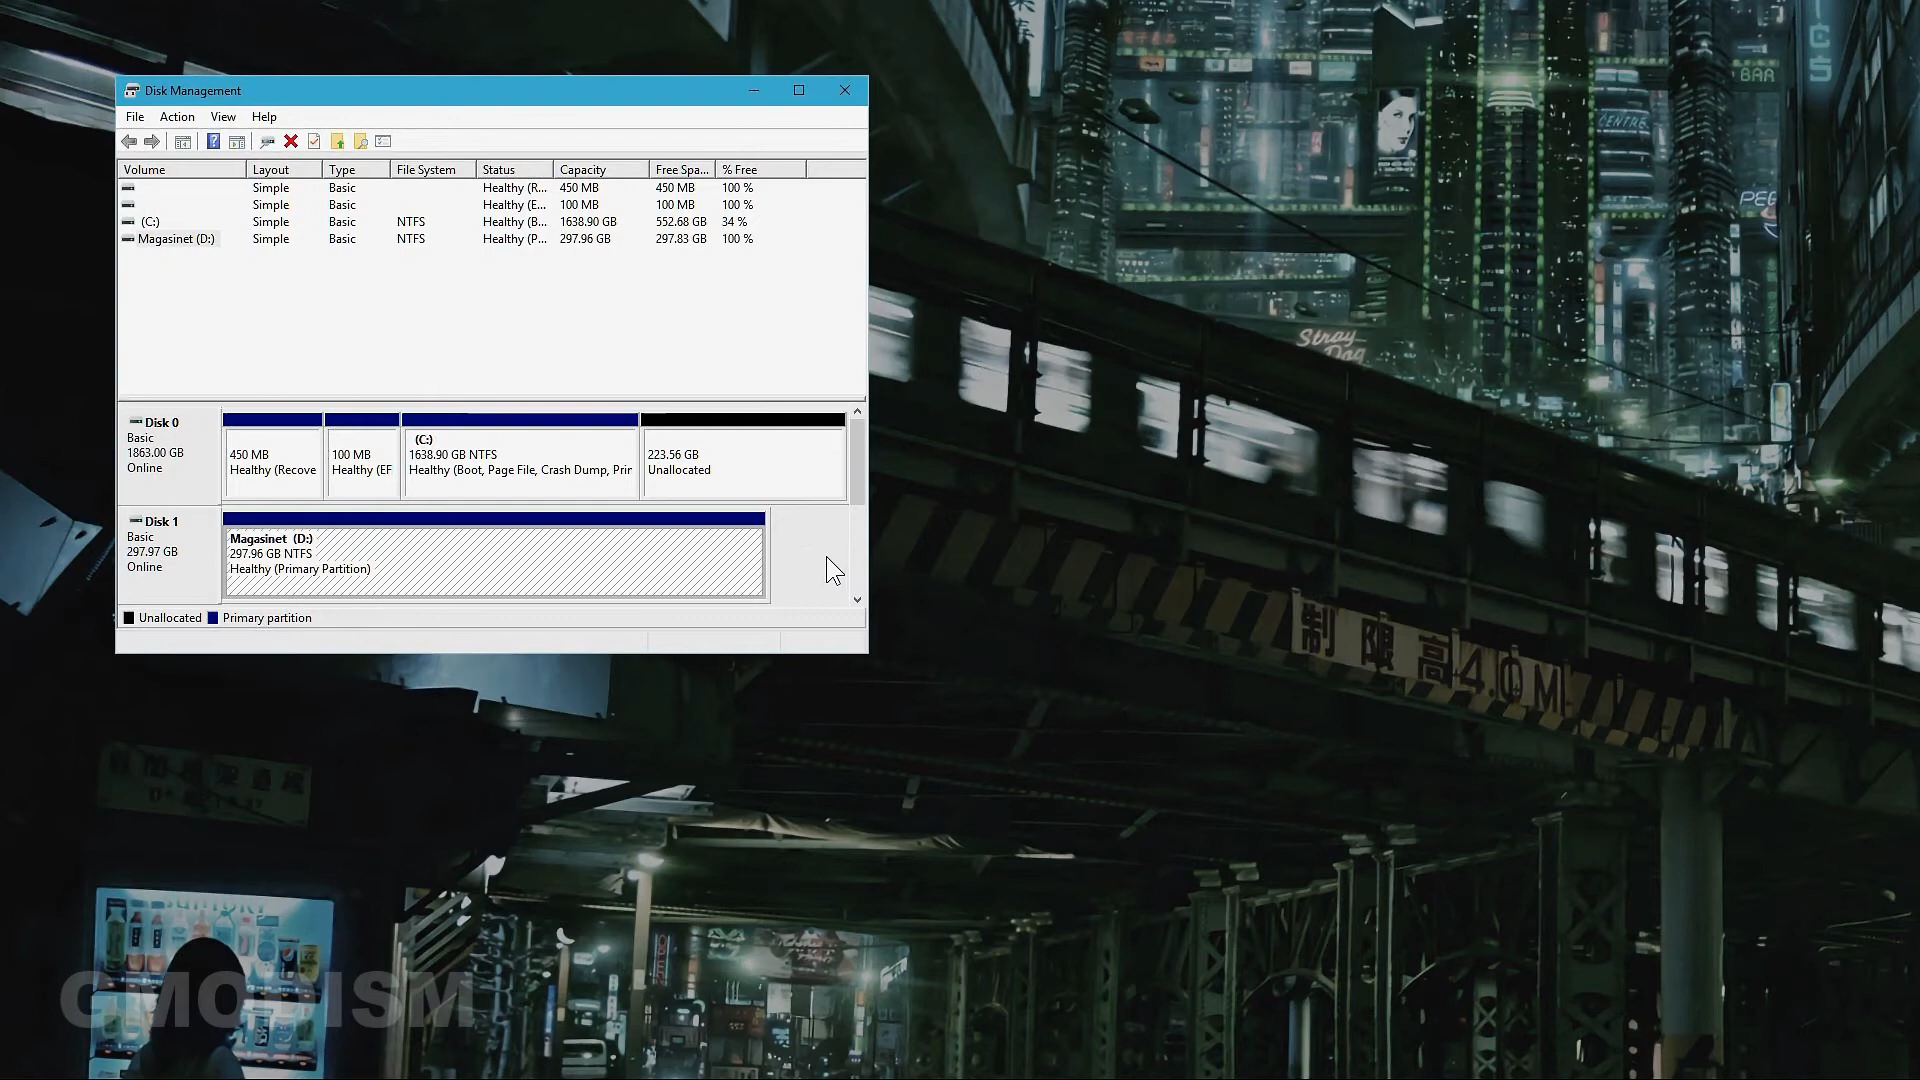 Disk Management
File Action View Help
Volume Layout Type File System Status Capacity Free Spa... % Free
Simple Basic Healthy (R... 450 MB 450 MB 100 %
Simple Basic Healthy (E... 100 MB 100 MB 100 %
(C:) Simple Basic NTFS Healthy (B... 1638.90 GB 552.68 GB 34 %
Magasinet (D:) Simple Basic NTFS Healthy (P... 297.96 GB 297.83 GB 100 %
Disk 0
Basic
1863.00 GB
Online
450 MB
Healthy (Recove
100 MB
Healthy (EF
(C:)
1638.90 GB NTFS
Healthy (Boot, Page File, Crash Dump, Prir
223.56 GB
Unallocated
Disk 1
Basic
297.97 GB
Online
Magasinet (D:)
297.96 GB NTFS
Healthy (Primary Partition)
Unallocated Primary partition
BAR
CENTRE
Stray
Dog
制限高4.0M
GMODISM